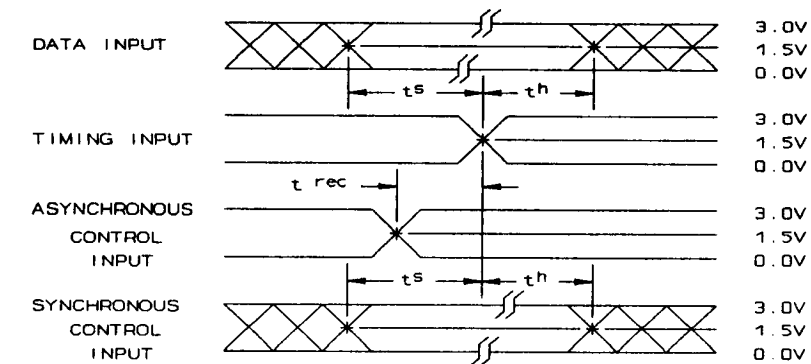 DATA INPUT
3.0V
1.5V
0.0V
ts
th
TIMING INPUT
3.0V
1.5V
0.0V
t rec
ASYNCHRONOUS
CONTROL
INPUT
3.0V
1.5V
0.0V
ts
th
SYNCHRONOUS
CONTROL
INPUT
3.0V
1.5V
0.0V